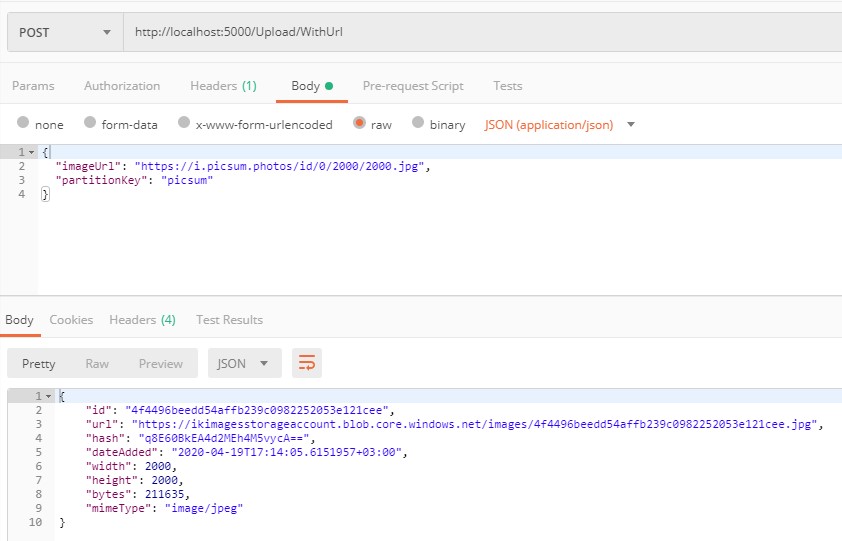 POST http://localhost:5000/Upload/WithUrl
Params Authorization Headers (1) Body Pre-request Script Tests
none form-data x-www-form-urlencoded raw binary JSON (application/json)
1 {
2 "imageUrl": "https://i.picsum.photos/id/0/2000/2000.jpg",
3 "partitionKey": "picsum"
4 }
Body Cookies Headers (4) Test Results
Pretty Raw Preview JSON
1 {
2 "id": "4f4496beedd54affb239c0982252053e121cee",
3 "url": "https://ikimagesstorageaccount.blob.core.windows.net/images/4f4496beedd54affb239c0982252053e121cee.jpg",
4 "hash": "q8E60BkEA4d2MEh4M5vycA==",
5 "dateAdded": "2020-04-19T17:14:05.6151957+03:00",
6 "width": 2000,
7 "height": 2000,
8 "bytes": 211635,
9 "mimeType": "image/jpeg"
10 }